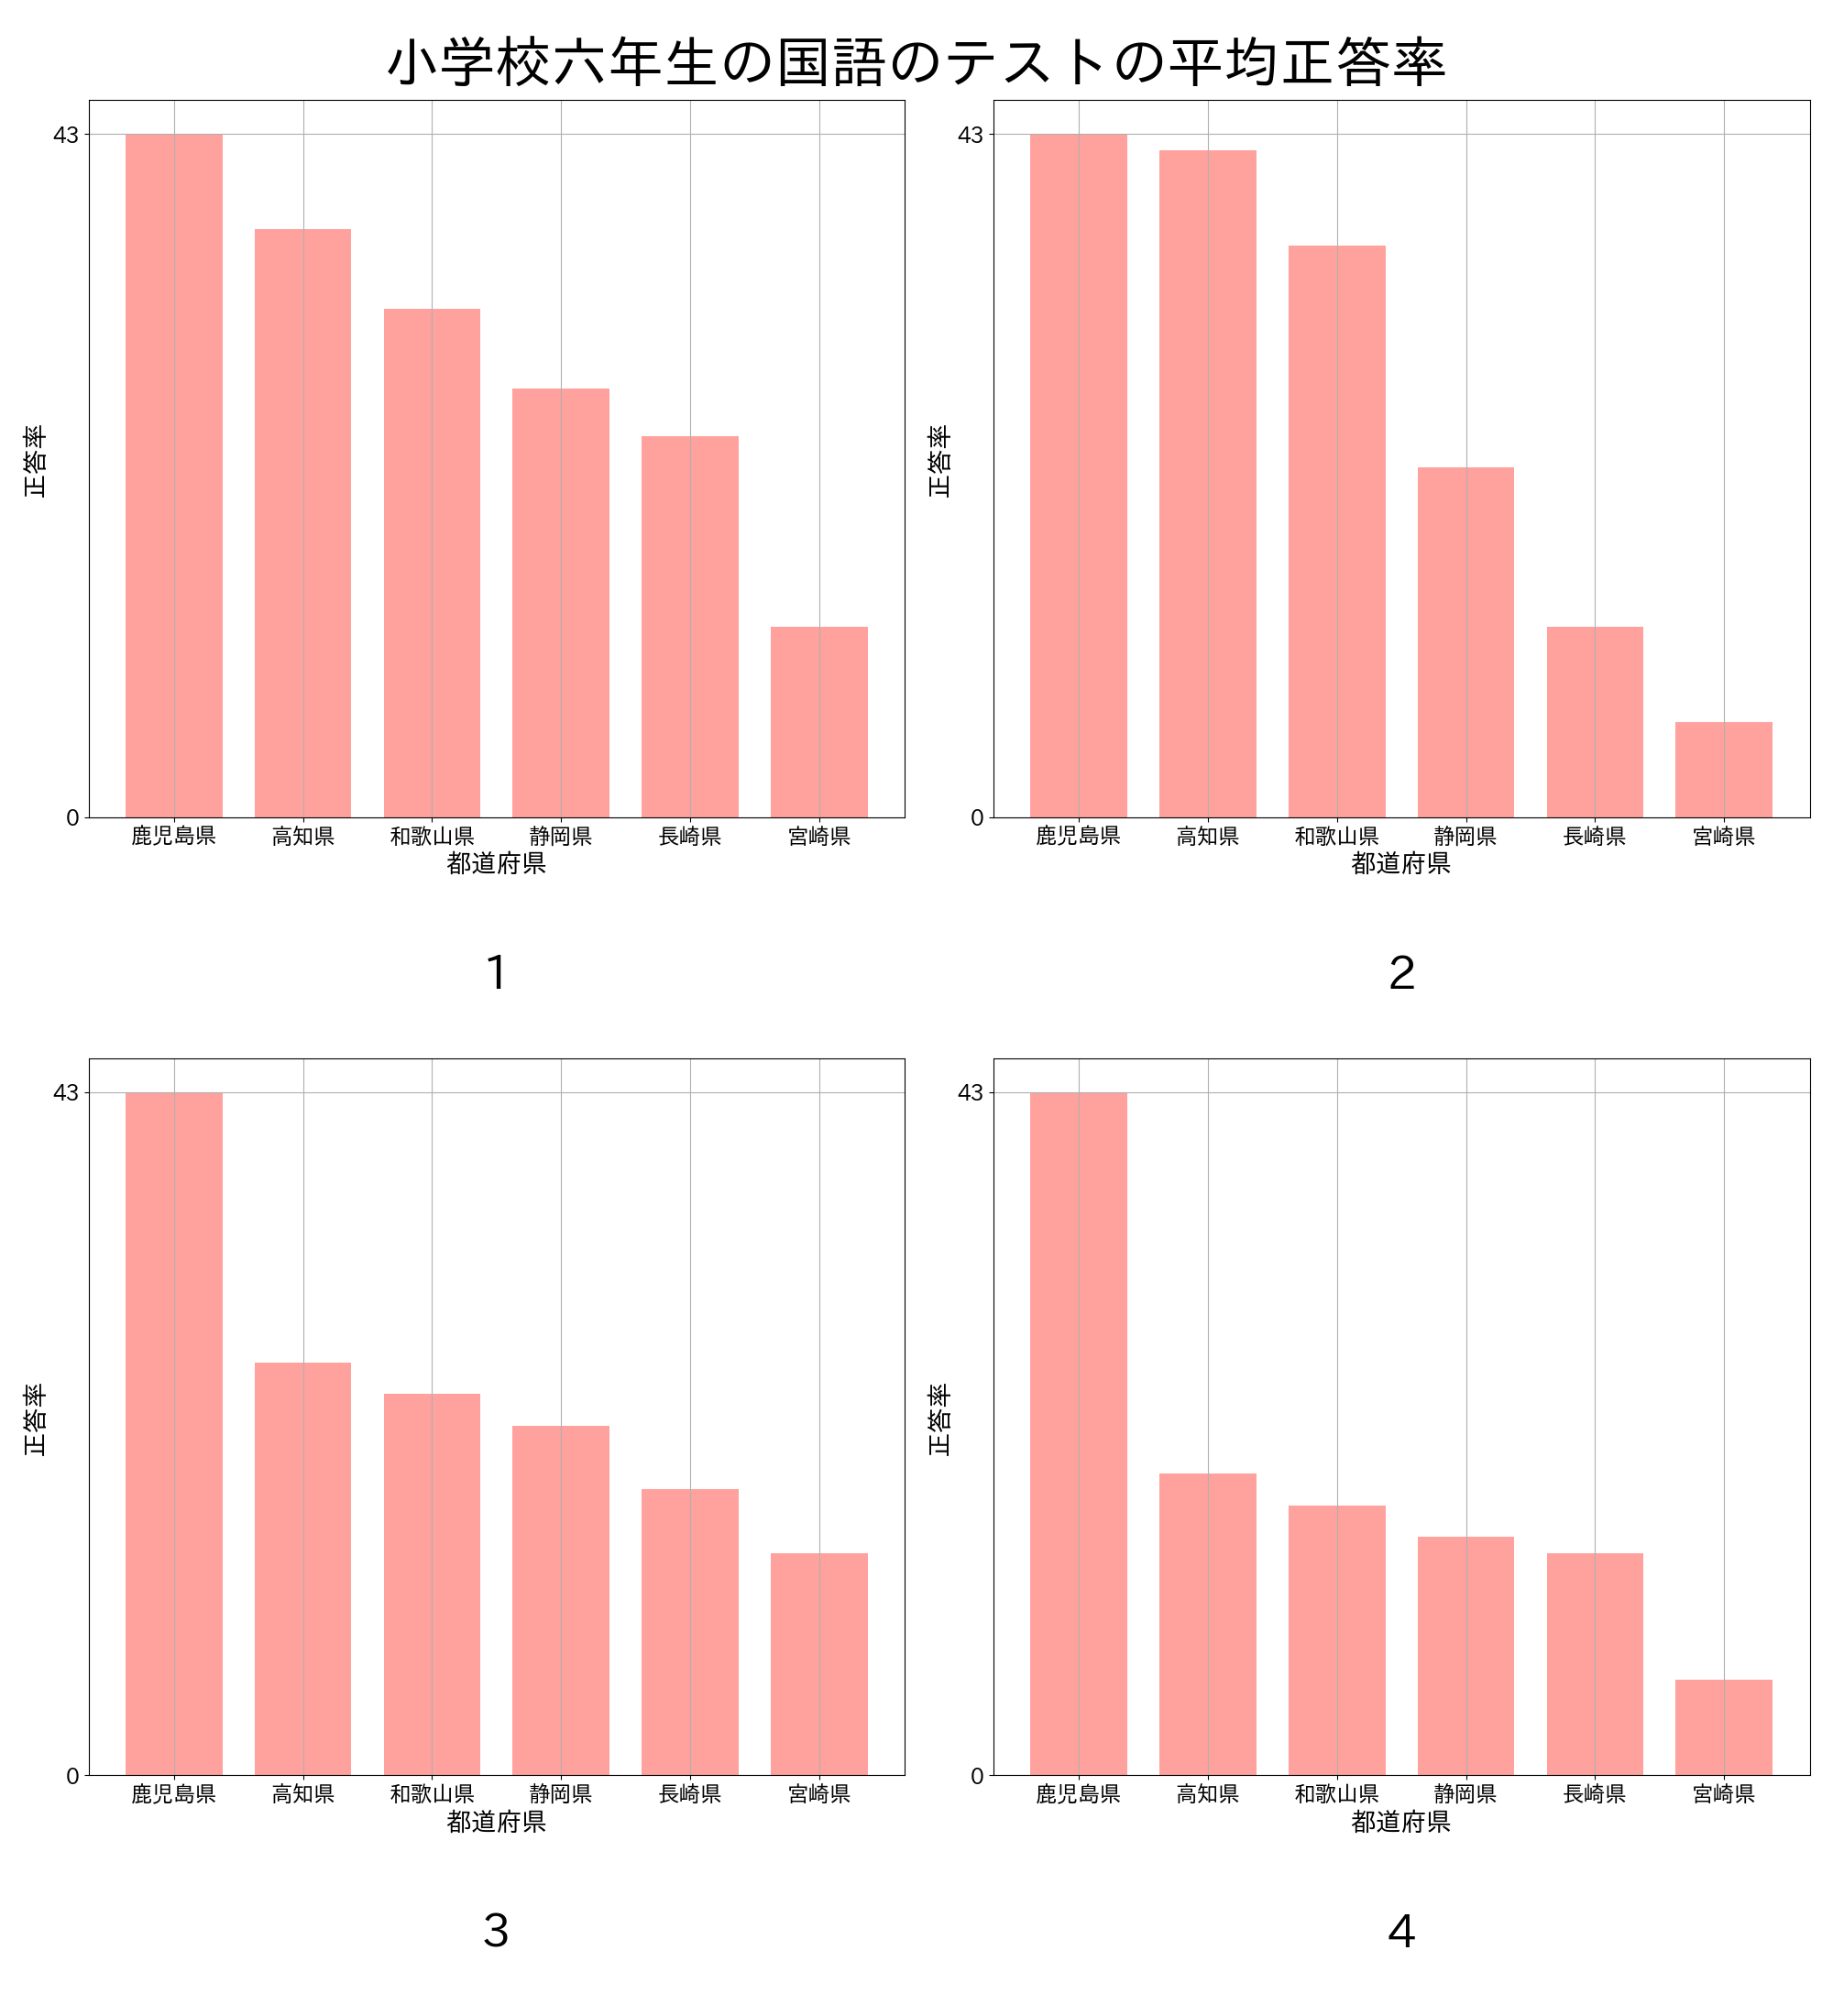 小学校六年生の国語のテストの平均正答率
43
0
正答率
鹿児島県 高知県 和歌山県 静岡県 長崎県 宮崎県
都道府県
1
43
0
正答率
鹿児島県 高知県 和歌山県 静岡県 長崎県 宮崎県
都道府県
2
43
0
正答率
鹿児島県 高知県 和歌山県 静岡県 長崎県 宮崎県
都道府県
3
43
0
正答率
鹿児島県 高知県 和歌山県 静岡県 長崎県 宮崎県
都道府県
4